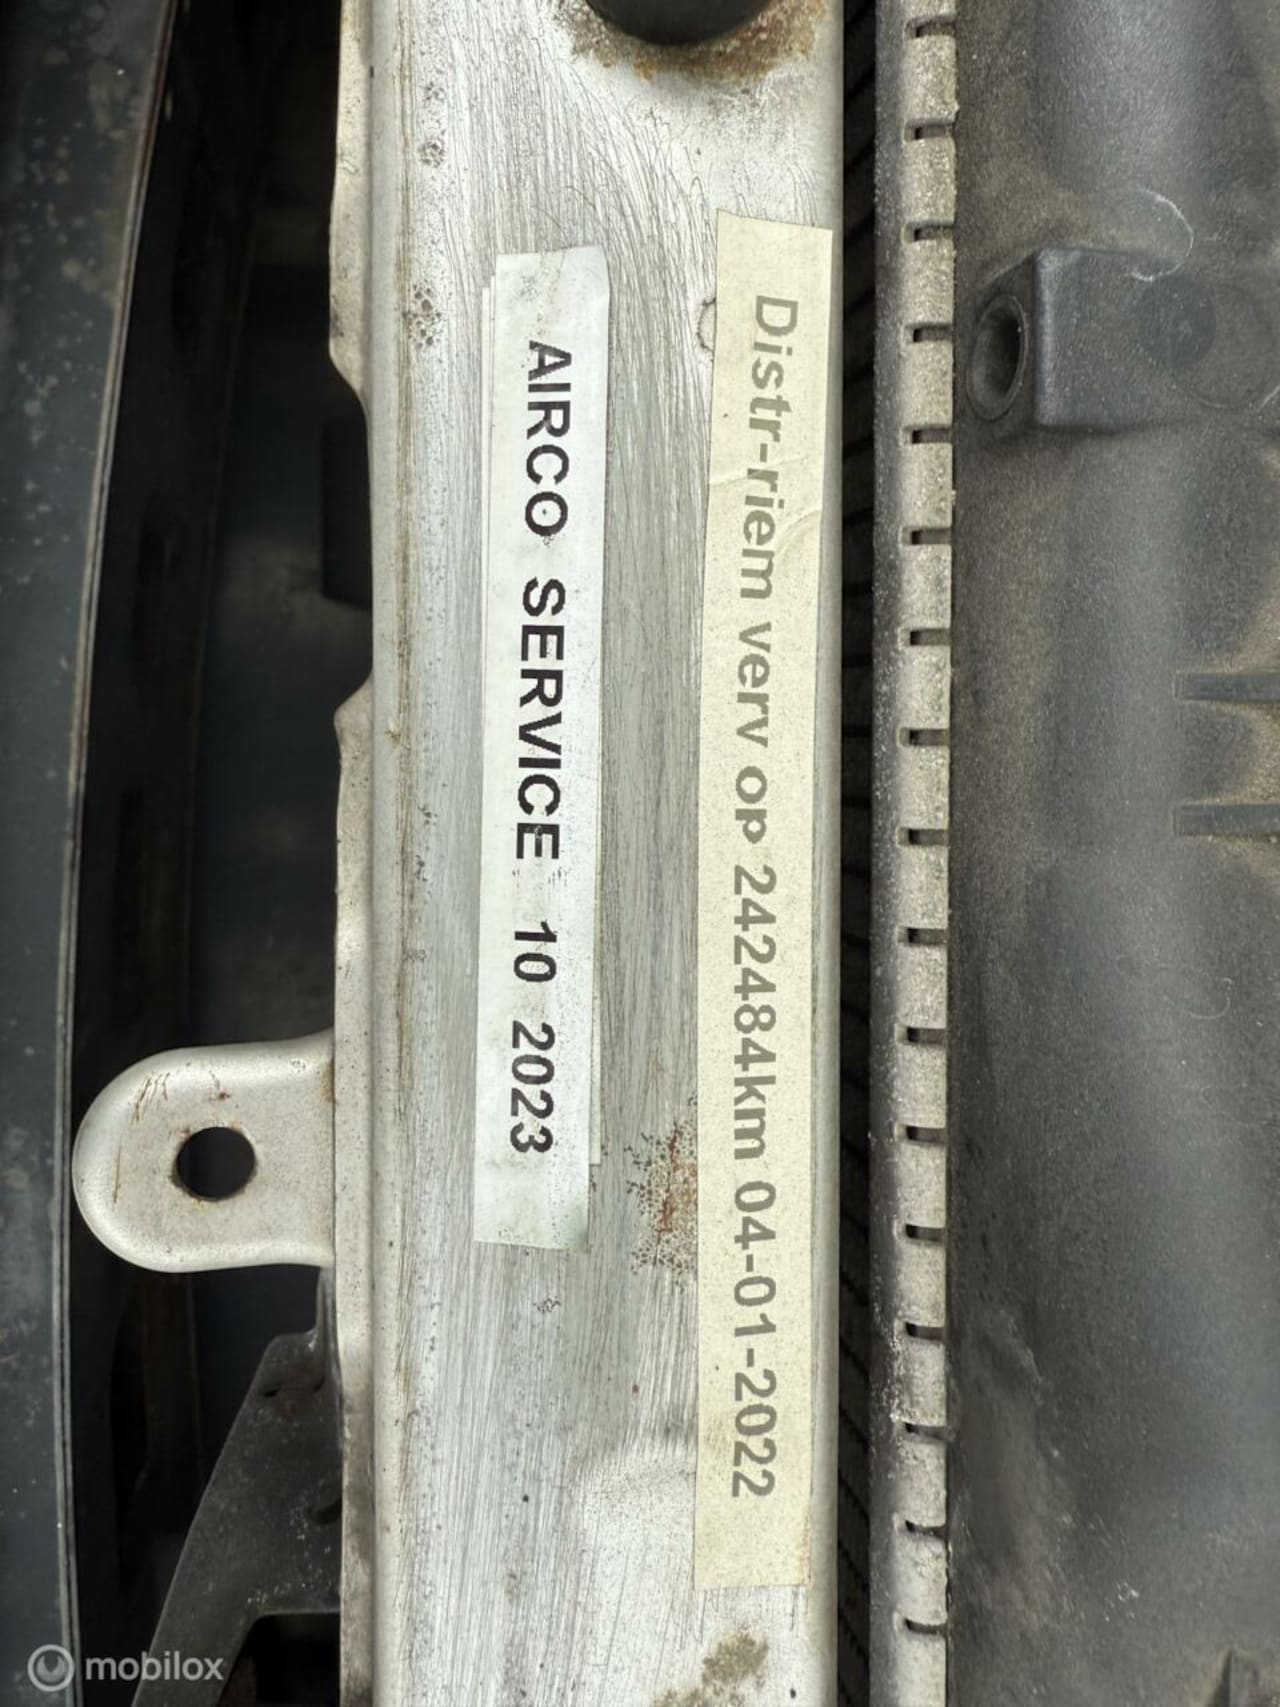 Distr-riem verv op 242484km 04-01-2022
AIRCO SERVICE 10 2023
mobilox